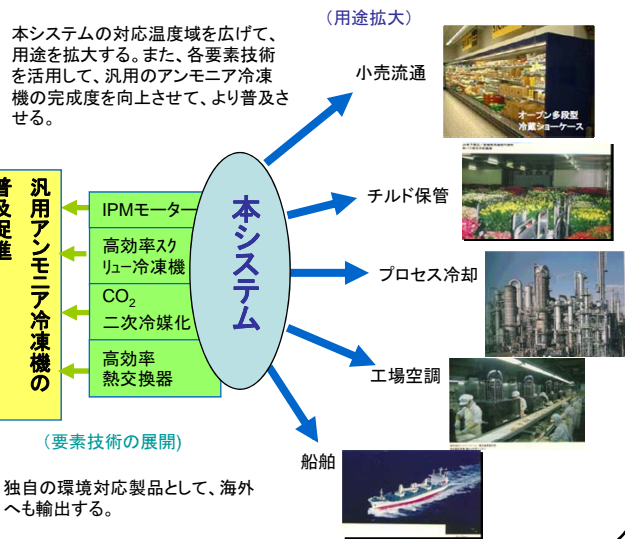 （用途拡大）
本システムの対応温度域を広げて、
用途を拡大する。また、各要素技術
を活用して、汎用のアンモニア冷凍
機の完成度を向上させて、より普及さ
せる。
小売流通
オープン多段型
冷蔵ショーケース
チルド保管
プロセス冷却
工場空調
船舶
本システム
IPMモーター
高効率スク
リュー冷凍機
CO₂
二次冷媒化
高効率
熱交換器
汎用アンモニア冷凍機の
普及促進
（要素技術の展開)
独自の環境対応製品として、海外
へも輸出する。